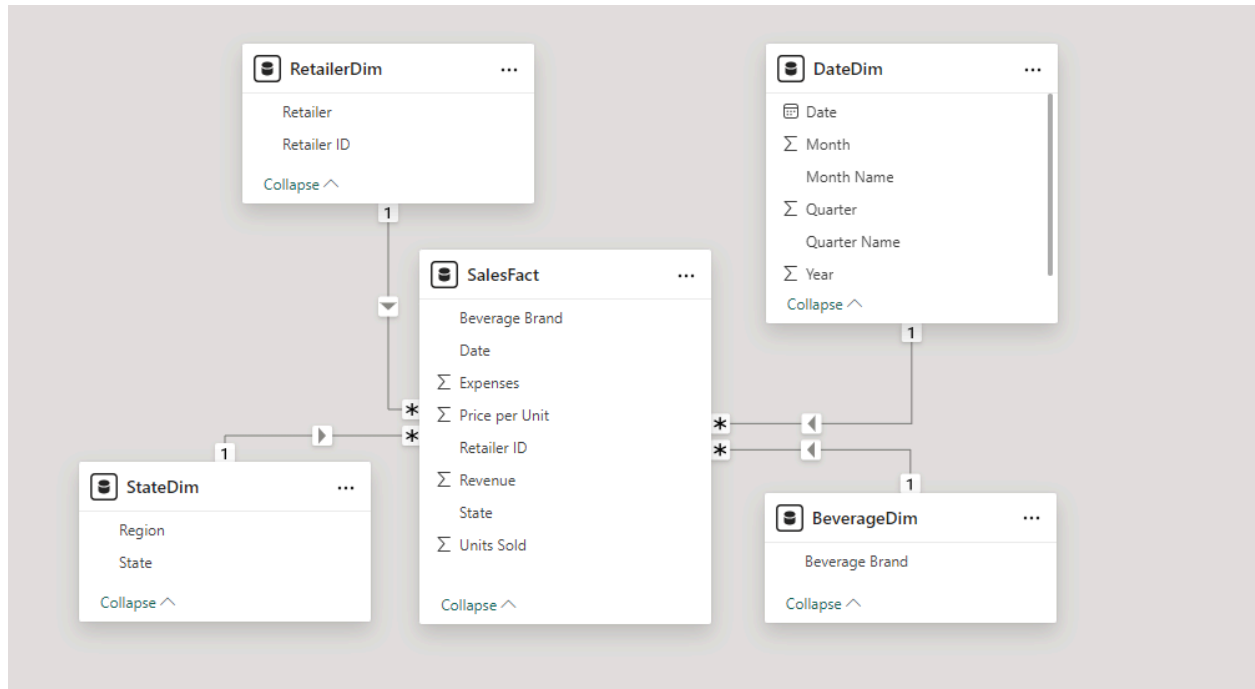 RetailerDim
Retailer
Retailer ID
Collapse
1
DateDim
Date
Σ Month
Month Name
Σ Quarter
Quarter Name
Σ Year
Collapse
1
SalesFact
Beverage Brand
Date
Σ Expenses
Σ Price per Unit
Retailer ID
Σ Revenue
State
Σ Units Sold
Collapse
*
*
*
*
1
StateDim
Region
State
Collapse
1
BeverageDim
Beverage Brand
Collapse